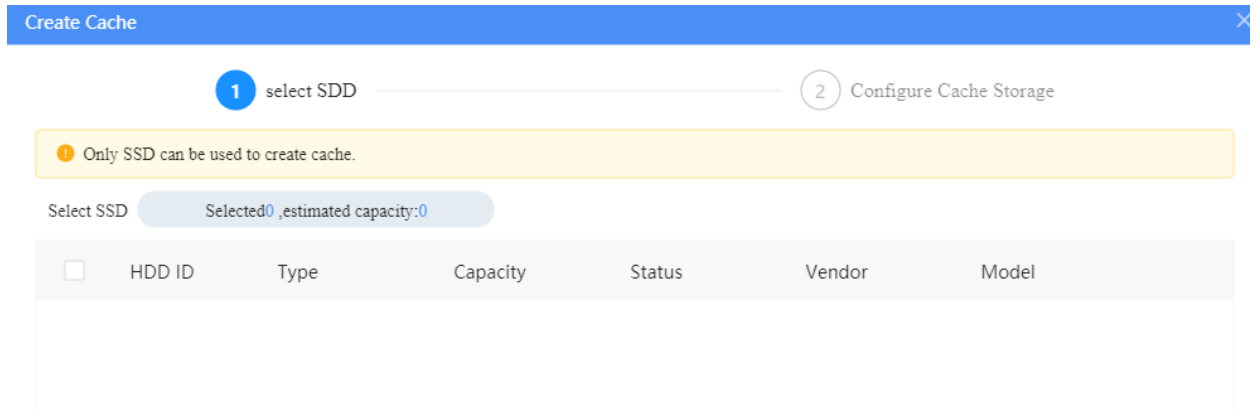 Create Cache
1 select SDD 2 Configure Cache Storage
Only SSD can be used to create cache.
Select SSD Selected0 ,estimated capacity:0
HDD ID Type Capacity Status Vendor Model